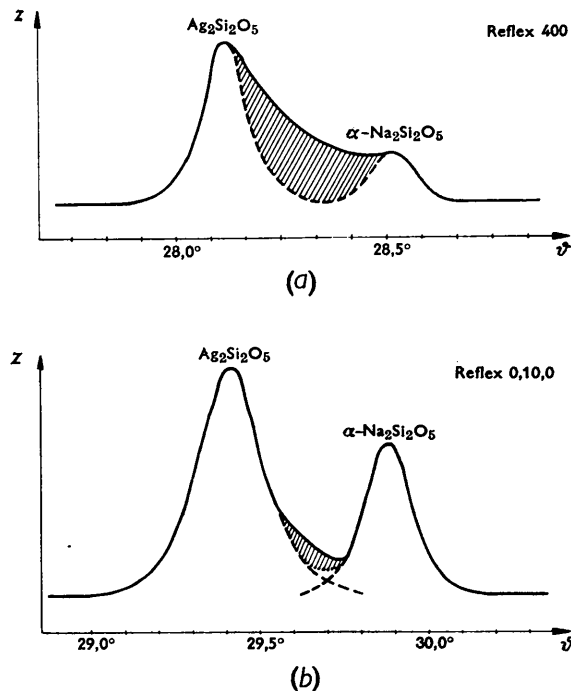 Z
Ag₂Si₂O₅
Reflex 400
α-Na₂Si₂O₅
28,0° 28,5° ϑ
(a)
Z
Ag₂Si₂O₅
Reflex 0,10,0
α-Na₂Si₂O₅
29,0° 29,5° 30,0° ϑ
(b)